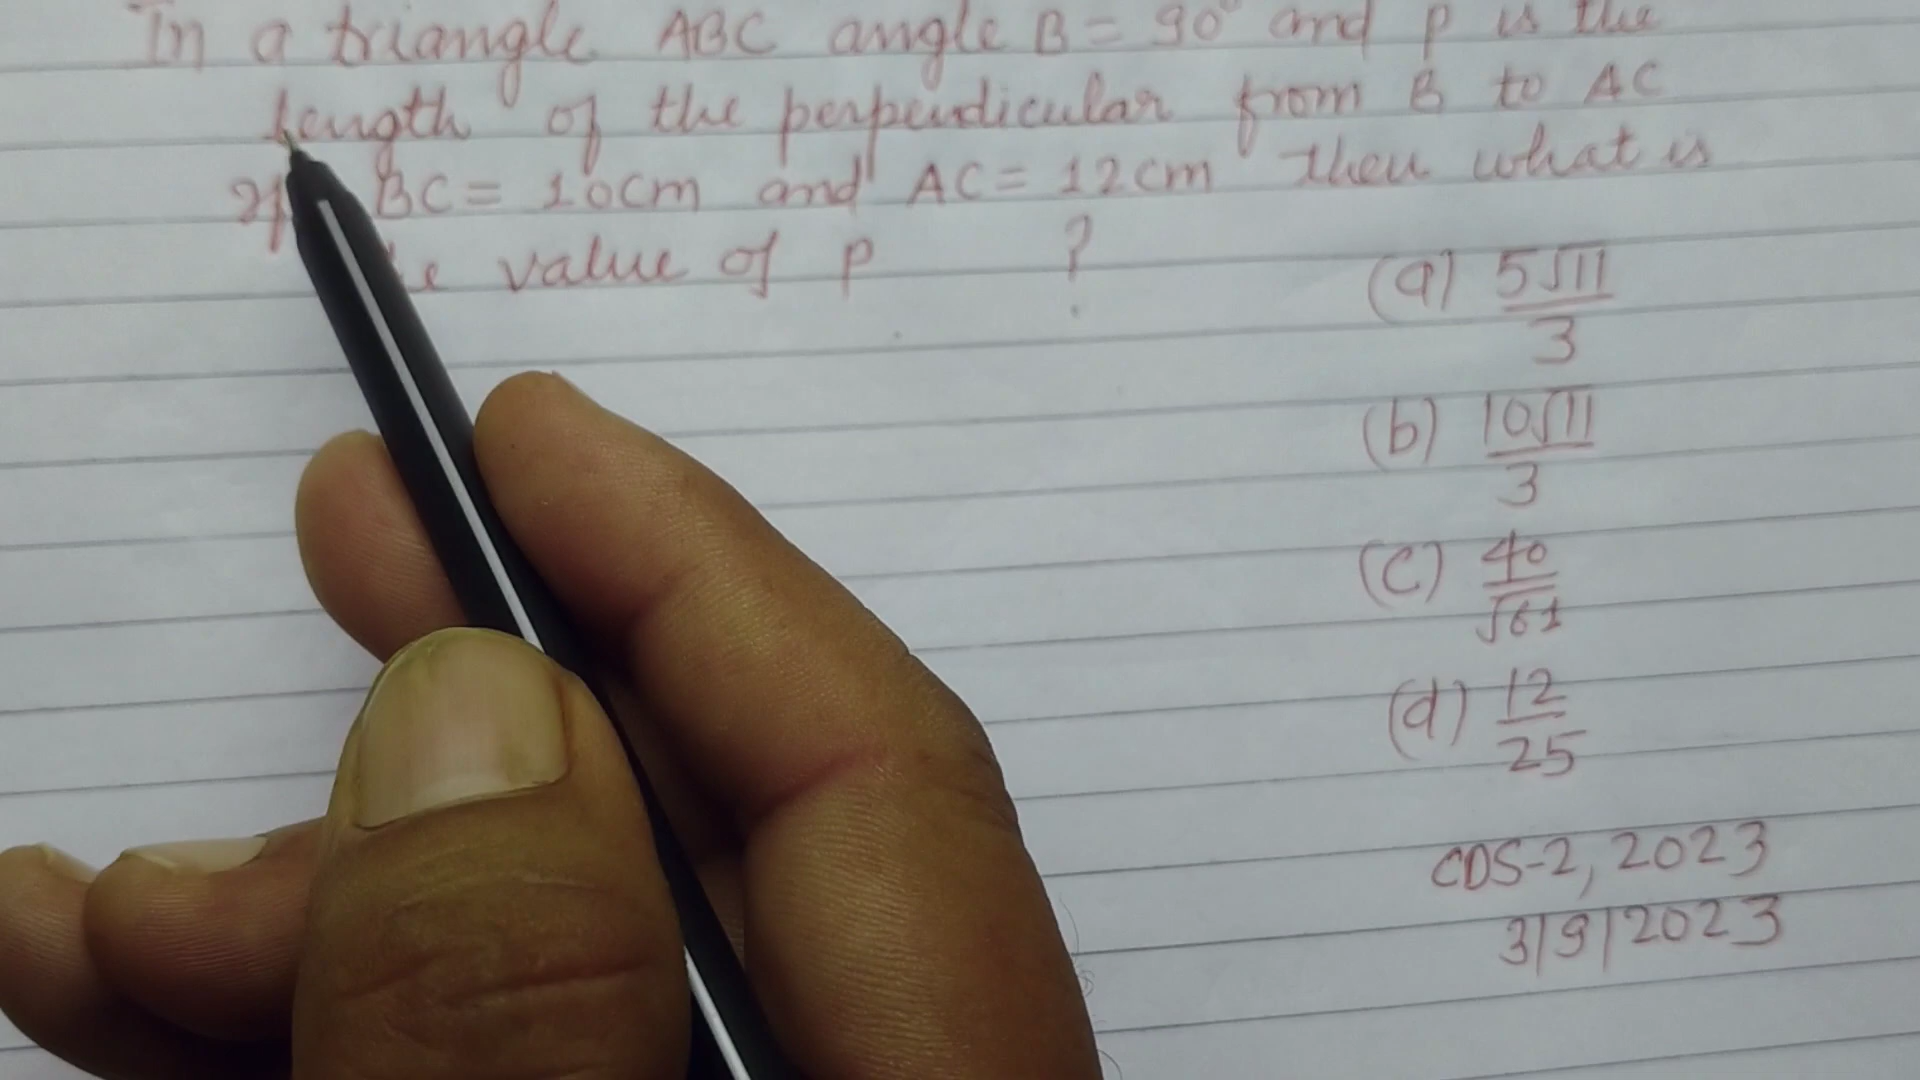 In a triangle ABC angle B = 90° and p is the
length of the perpendicular from B to AC
BC = 10cm and AC = 12cm then what is
value of p ?
(a) 5√11/3
(b) 10√11/3
(c) 40/√61
(d) 12/25
CDS-2, 2023
3/9/2023